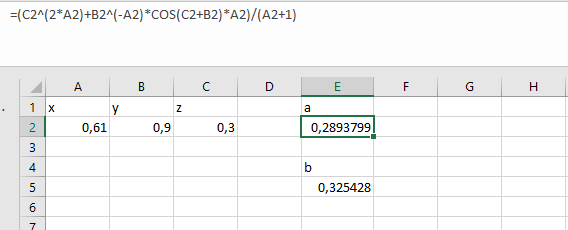 =(C2^(2*A2)+B2^(-A2)*COS(C2+B2)*A2)/(A2+1)
A B C D E F G H
1 x y z a
2 0,61 0,9 0,3 0,2893799
3
4 b
5 0,325428
6
7